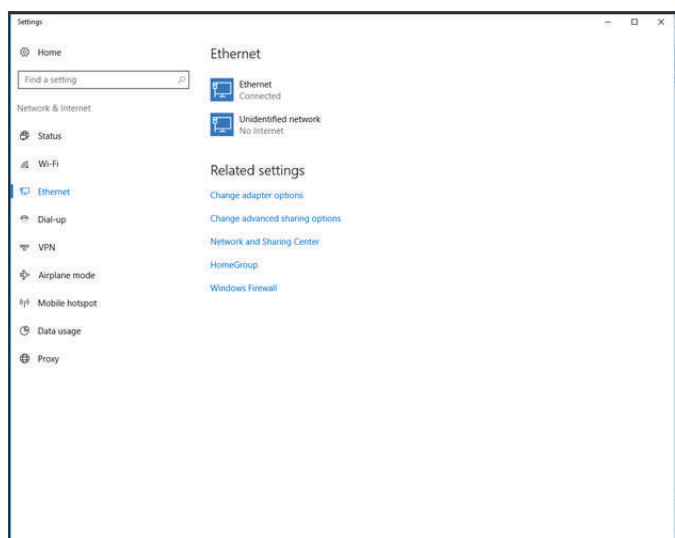 Settings
Home
Find a setting
Network & Internet
Status
Wi-Fi
Ethernet
Dial-up
VPN
Airplane mode
Mobile hotspot
Data usage
Proxy
Ethernet
Ethernet
Connected
Unidentified network
No Internet
Related settings
Change adapter options
Change advanced sharing options
Network and Sharing Center
HomeGroup
Windows Firewall